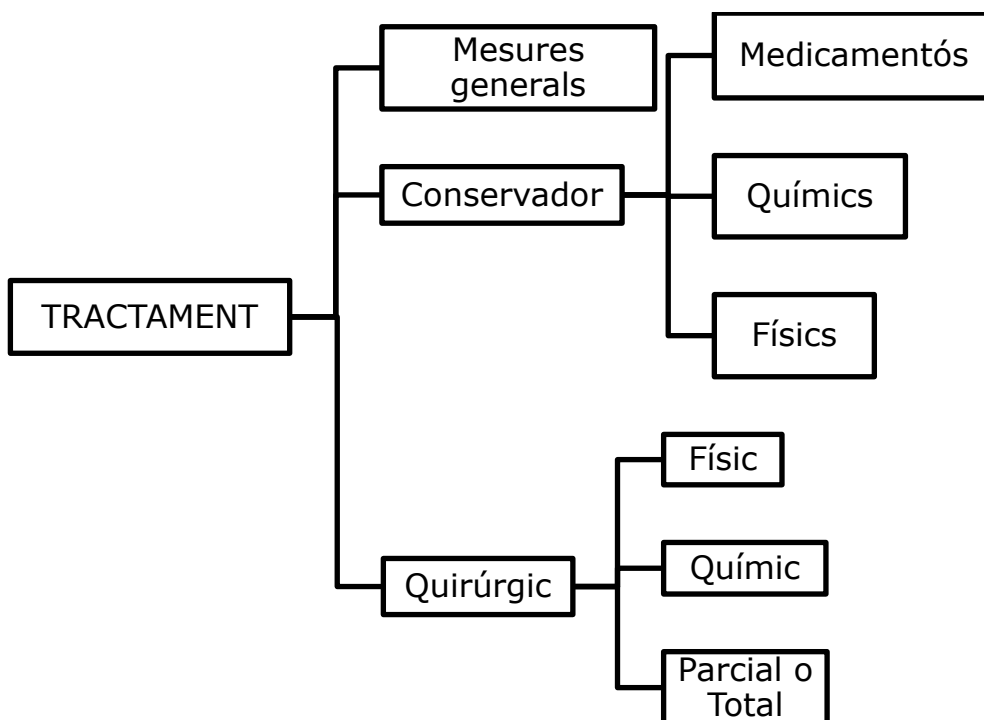 Mesures
generals
Medicamentós
Conservador
Químics
TRACTAMENT
Físics
Físic
Quirúrgic
Químic
Parcial o
Total